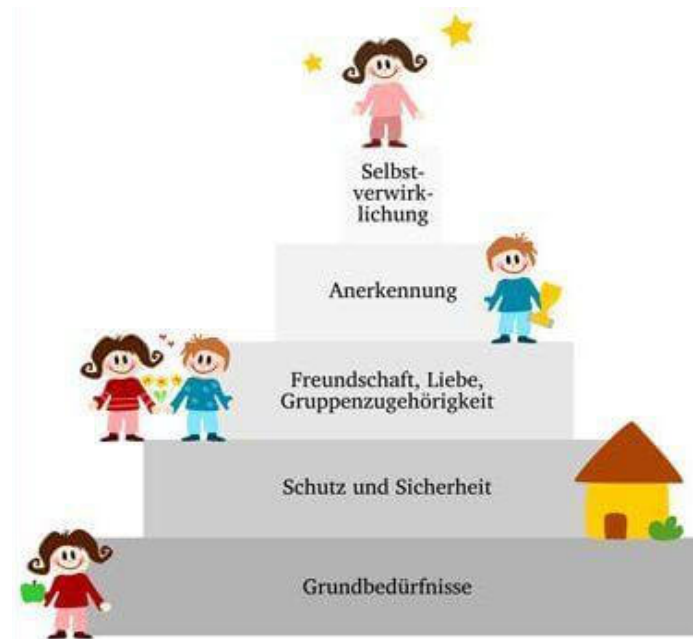 Selbst-
verwirk-
lichung
Anerkennung
Freundschaft, Liebe,
Gruppenzugehörigkeit
Schutz und Sicherheit
Grundbedürfnisse